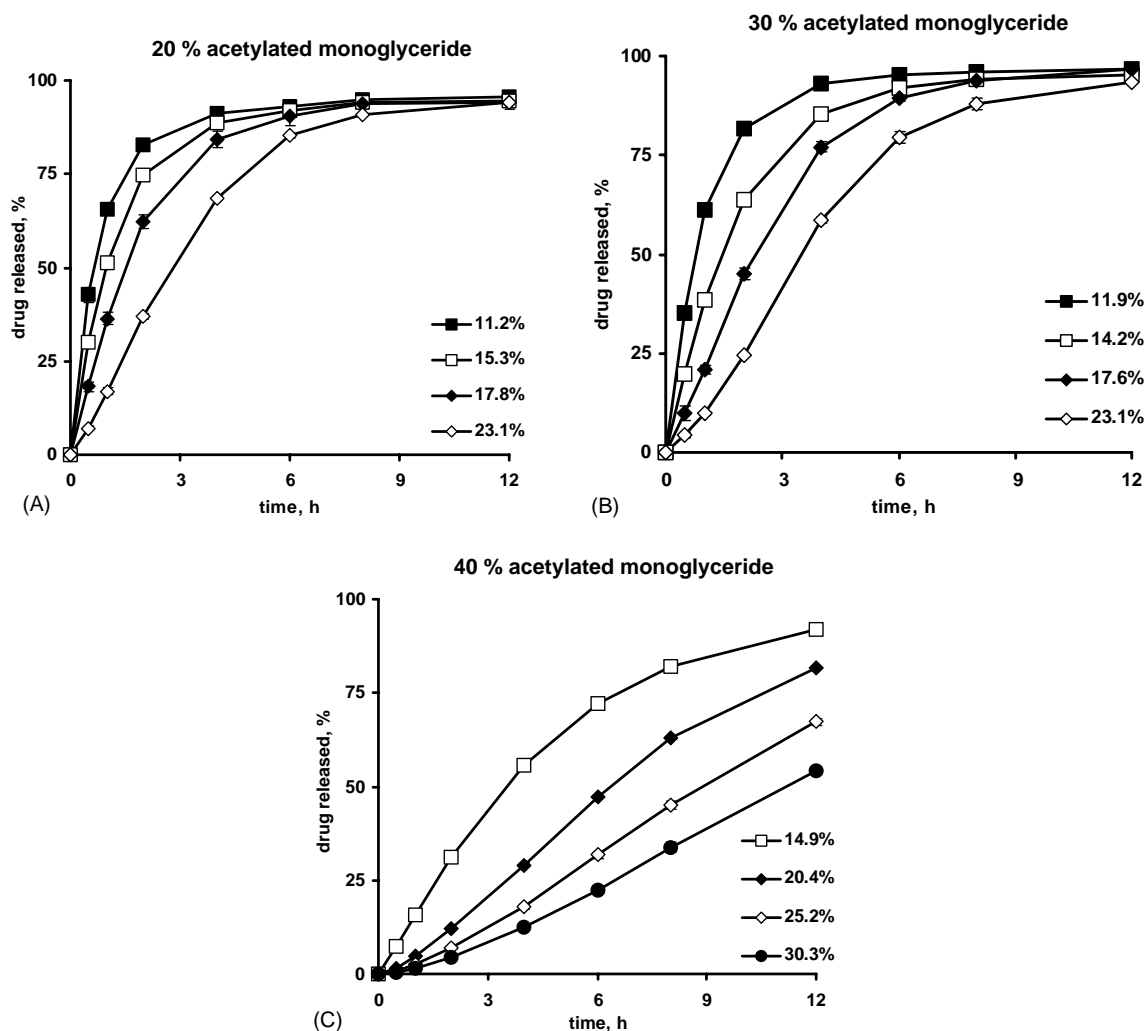 20 % acetylated monoglyceride
100
75
50
25
0
drug released, %
11.2%
15.3%
17.8%
23.1%
0 3 6 9 12
time, h
(A)
30 % acetylated monoglyceride
100
75
50
25
0
drug released, %
11.9%
14.2%
17.6%
23.1%
0 3 6 9 12
time, h
(B)
40 % acetylated monoglyceride
100
75
50
25
0
drug released, %
14.9%
20.4%
25.2%
30.3%
0 3 6 9 12
time, h
(C)